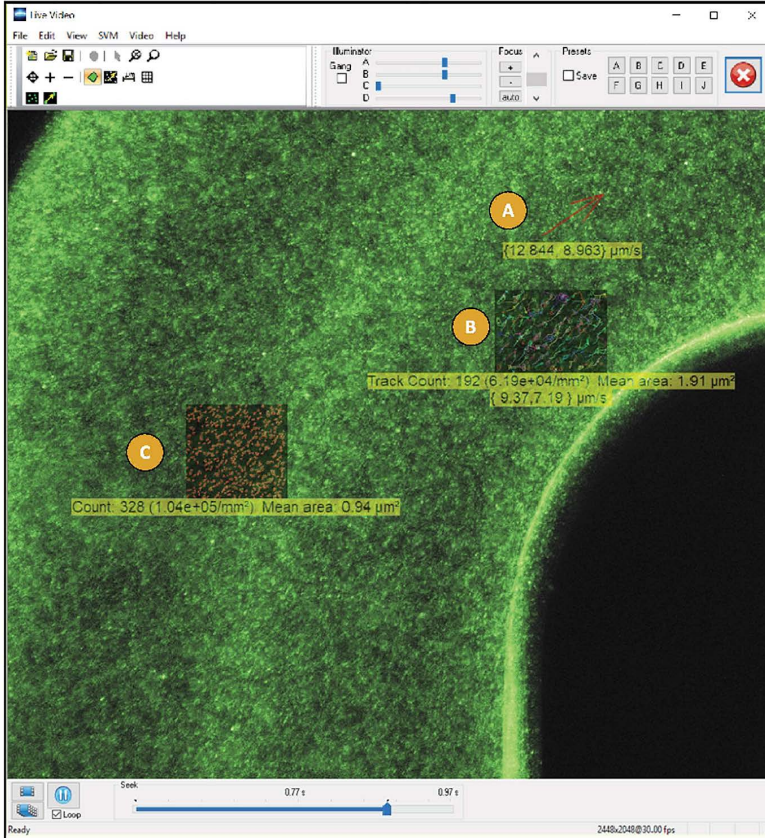 Live Video
File Edit View SVM Video Help
Illuminator
Gang
A
B
C
D
Focus
+
-
auto
Presets
Save
A B C D E
F G H I J
A
{12.844, 8.963} µm/s
B
Track Count: 192 (6.19e+04/mm²) Mean area: 1.91 µm²
{ 9.37,7.19 } µm/s
C
Count: 328 (1.04e+05/mm²) Mean area: 0.94 µm²
Seek
0.77 s
0.97 s
Loop
Ready
2448x2048@30.00 fps